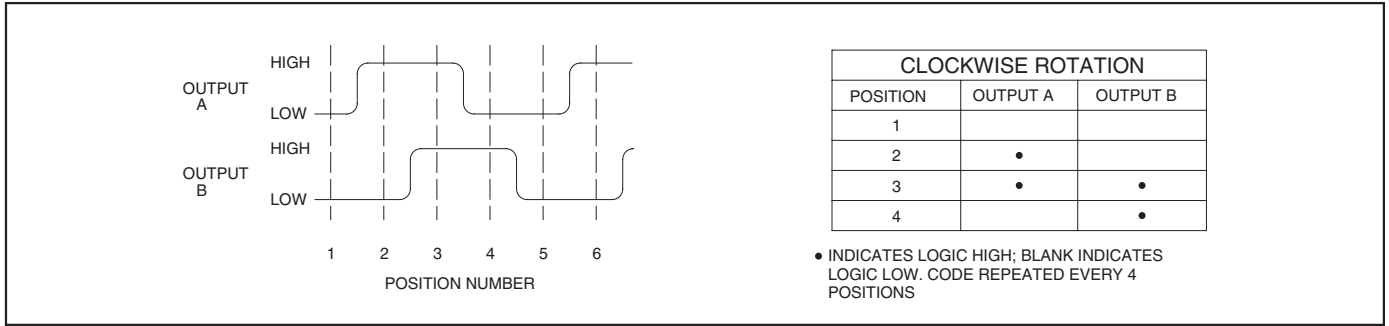 HIGH
OUTPUT
A
LOW
HIGH
OUTPUT
B
LOW
1 2 3 4 5 6
POSITION NUMBER
CLOCKWISE ROTATION
POSITION OUTPUT A OUTPUT B
1
2 •
3 • •
4 •
• INDICATES LOGIC HIGH; BLANK INDICATES
LOGIC LOW. CODE REPEATED EVERY 4
POSITIONS